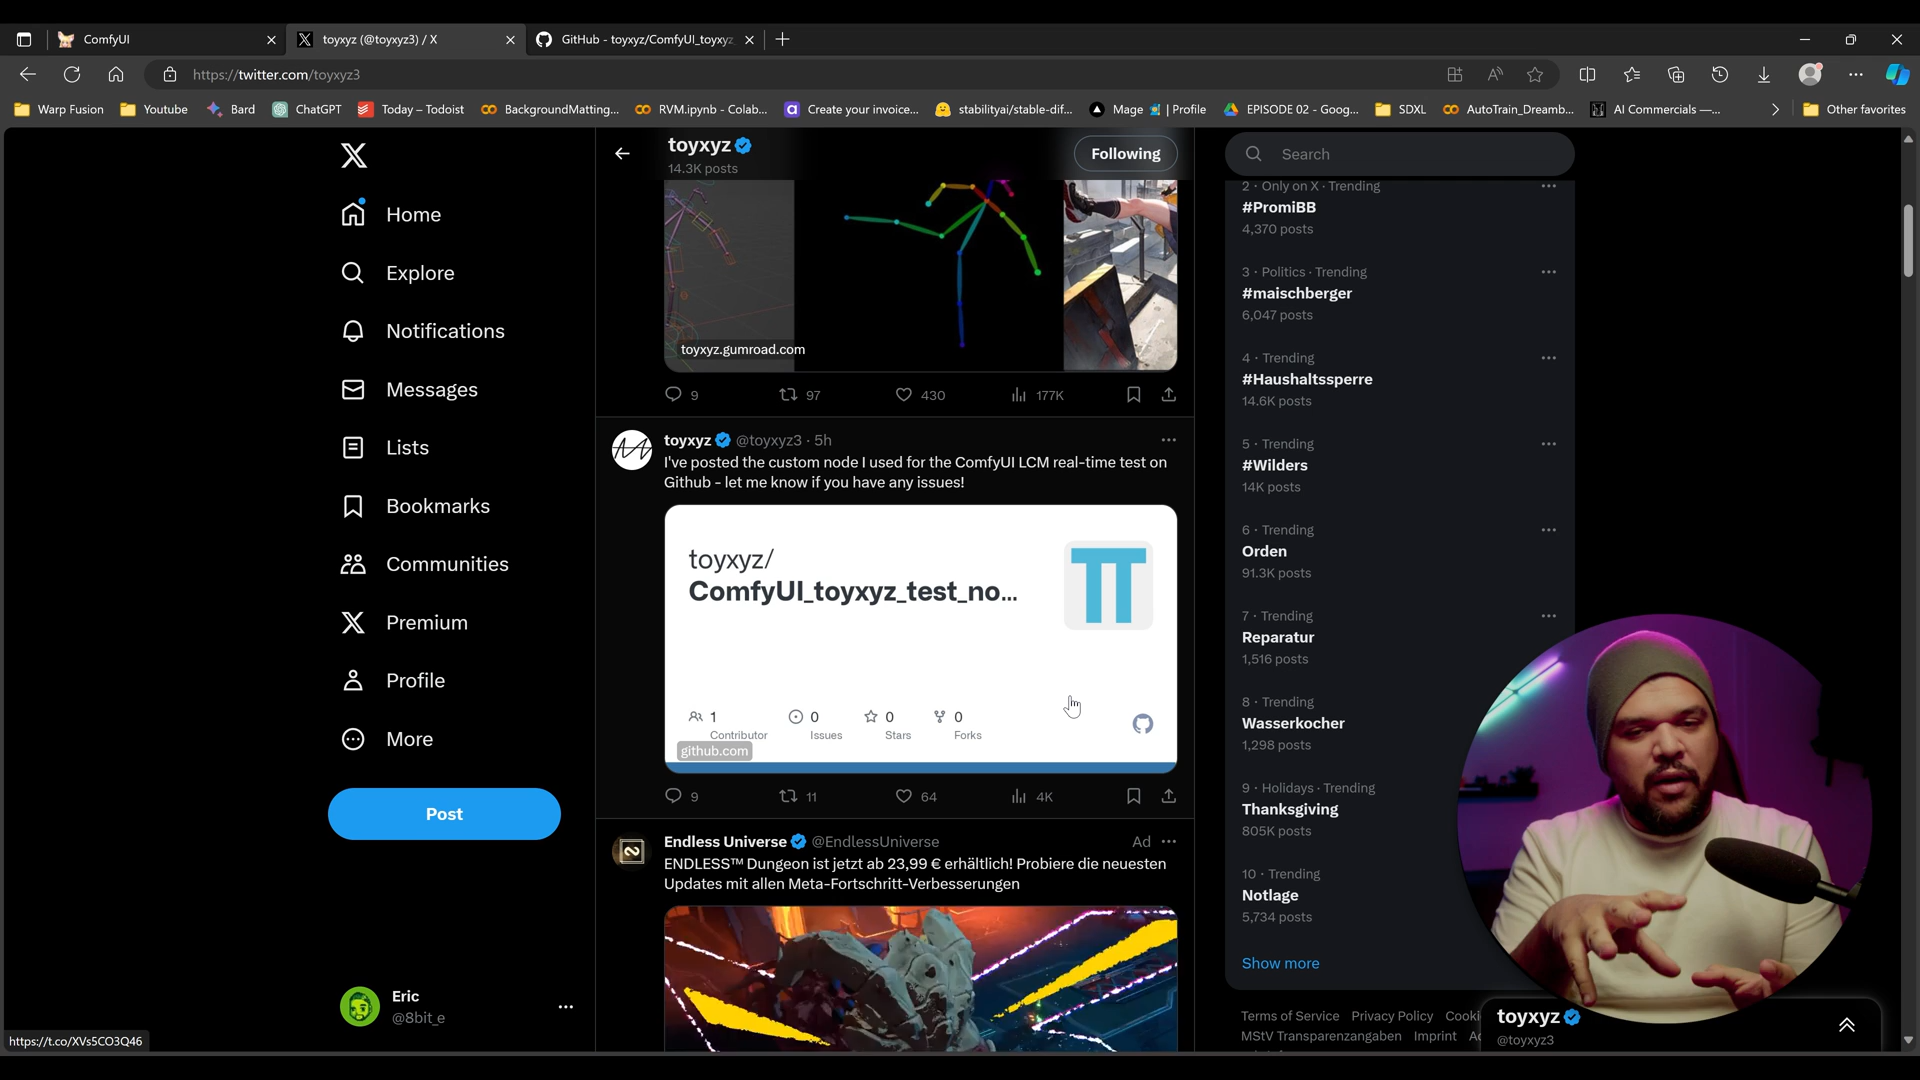 ComfyUI
toyxyz (@toyxyz3) / X
GitHub - toyxyz/ComfyUI_toyxyz
https://twitter.com/toyxyz3
Warp Fusion
Youtube
Bard
ChatGPT
Today – Todoist
BackgroundMatting...
RVM.ipynb - Colab...
Create your invoice...
stabilityai/stable-dif...
Mage | Profile
EPISODE 02 - Goog...
SDXL
AutoTrain_Dreamb...
AI Commercials —...
Other favorites
Home
Explore
Notifications
Messages
Lists
Bookmarks
Communities
Premium
Profile
More
Post
Eric
@8bit_e
https://t.co/XVs5CO3Q46
toyxyz
14.3K posts
Following
toyxyz.gumroad.com
9 97 430 177K
toyxyz @toyxyz3 · 5h
I've posted the custom node I used for the ComfyUI LCM real-time test on
Github - let me know if you have any issues!
toyxyz/
ComfyUI_toyxyz_test_no...
1 0 0 0
Contributor Issues Stars Forks
github.com
9 11 64 4K
Endless Universe @EndlessUniverse Ad
ENDLESS™ Dungeon ist jetzt ab 23,99 € erhältlich! Probiere die neuesten
Updates mit allen Meta-Fortschritt-Verbesserungen
Search
2 · Only on X · Trending
#PromiBB
4,370 posts
3 · Politics · Trending
#maischberger
6,047 posts
4 · Trending
#Haushaltssperre
14.6K posts
5 · Trending
#Wilders
14K posts
6 · Trending
Orden
91.3K posts
7 · Trending
Reparatur
1,516 posts
8 · Trending
Wasserkocher
1,298 posts
9 · Holidays · Trending
Thanksgiving
805K posts
10 · Trending
Notlage
5,734 posts
Show more
Terms of Service Privacy Policy
MStV Transparenzangaben Imprint
toyxyz
@toyxyz3